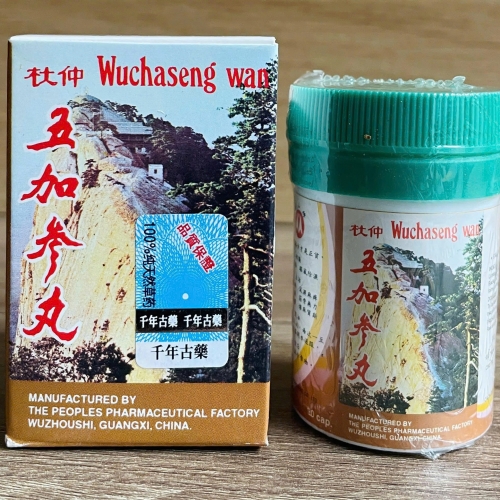 杜仲 Wuchaseng wan
五加参丸
品質保證
100%純天然草药
千年古藥 千年古藥
千年古藥
MANUFACTURED BY
THE PEOPLES PHARMACEUTICAL FACTORY
WUZHOUSHI, GUANGXI, CHINA.
杜仲 Wuchaseng wan
五加参丸
MANUFACTURED BY
THE PEOPLES PHARMACEUTICAL FACTORY
WUZHOUSHI, GUANGXI-CHINA.